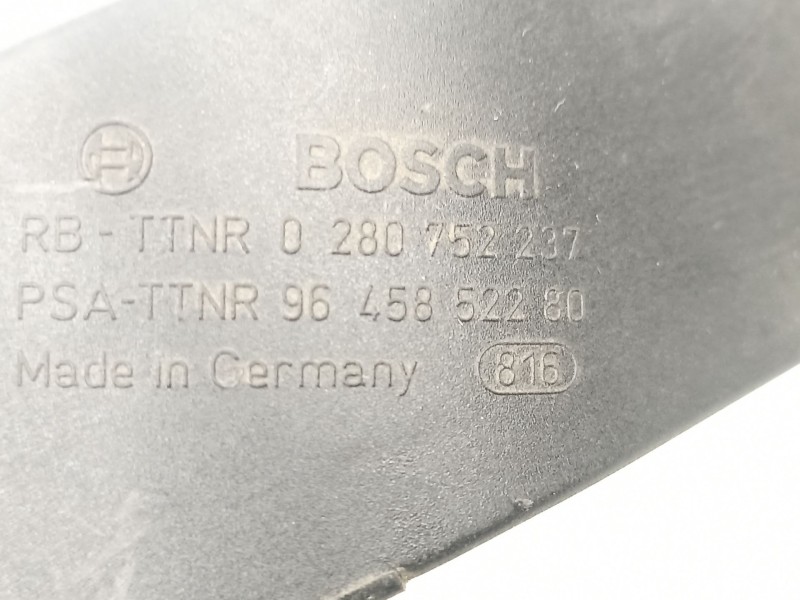 BOSCH
RB - TTNR 0 280 752 237
PSA-TTNR 96 458 522 80
Made in Germany 816